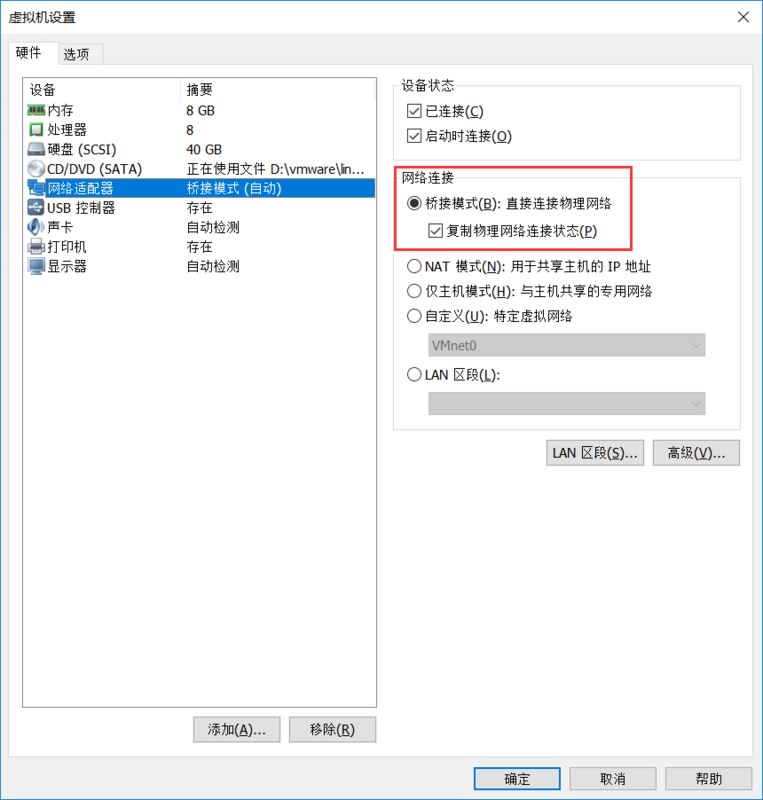 虚拟机设置
硬件 选项
设备 摘要
内存 8 GB
处理器 8
硬盘 (SCSI) 40 GB
CD/DVD (SATA) 正在使用文件 D:\vmware\lin...
网络适配器 桥接模式 (自动)
USB 控制器 存在
声卡 自动检测
打印机 存在
显示器 自动检测
添加(A)... 移除(R)
设备状态
已连接(C)
启动时连接(O)
网络连接
桥接模式(B): 直接连接物理网络
复制物理网络连接状态(P)
NAT 模式(N): 用于共享主机的 IP 地址
仅主机模式(H): 与主机共享的专用网络
自定义(U): 特定虚拟网络
VMnet0
LAN 区段(L):
LAN 区段(S)... 高级(V)...
确定 取消 帮助